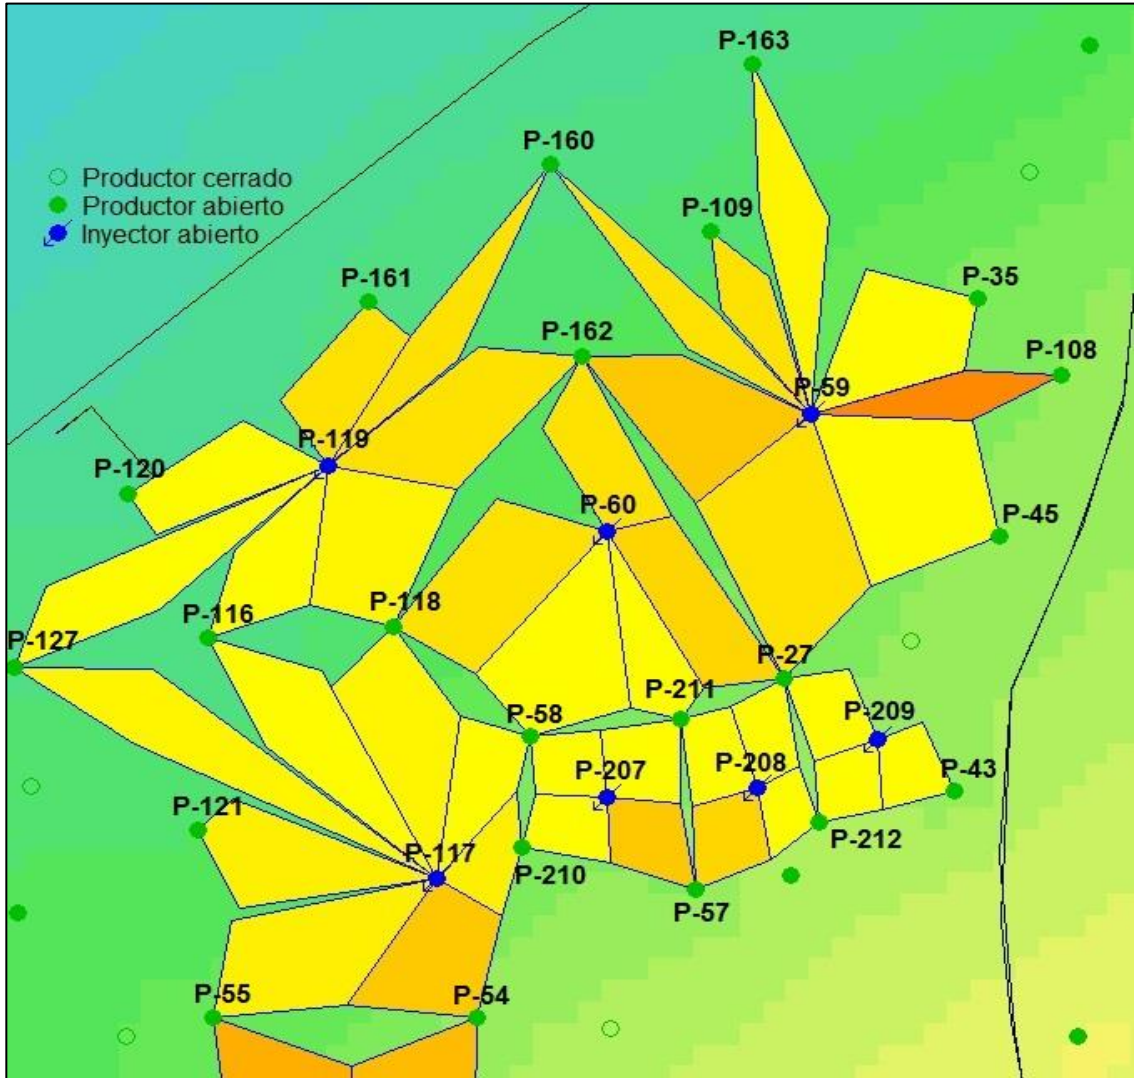 P-163
P-160
Productor cerrado
Productor abierto
P-109
Inyector abierto
P-161
P-35
P-162
P-108
P-59
P-119
P-120
P-60
P-45
P-116
P-118
P-127
P-27
P-211
P-58
P-209
P-207
P-208
P-43
P-121
P-212
P-117
P-210
P-57
P-55
P-54